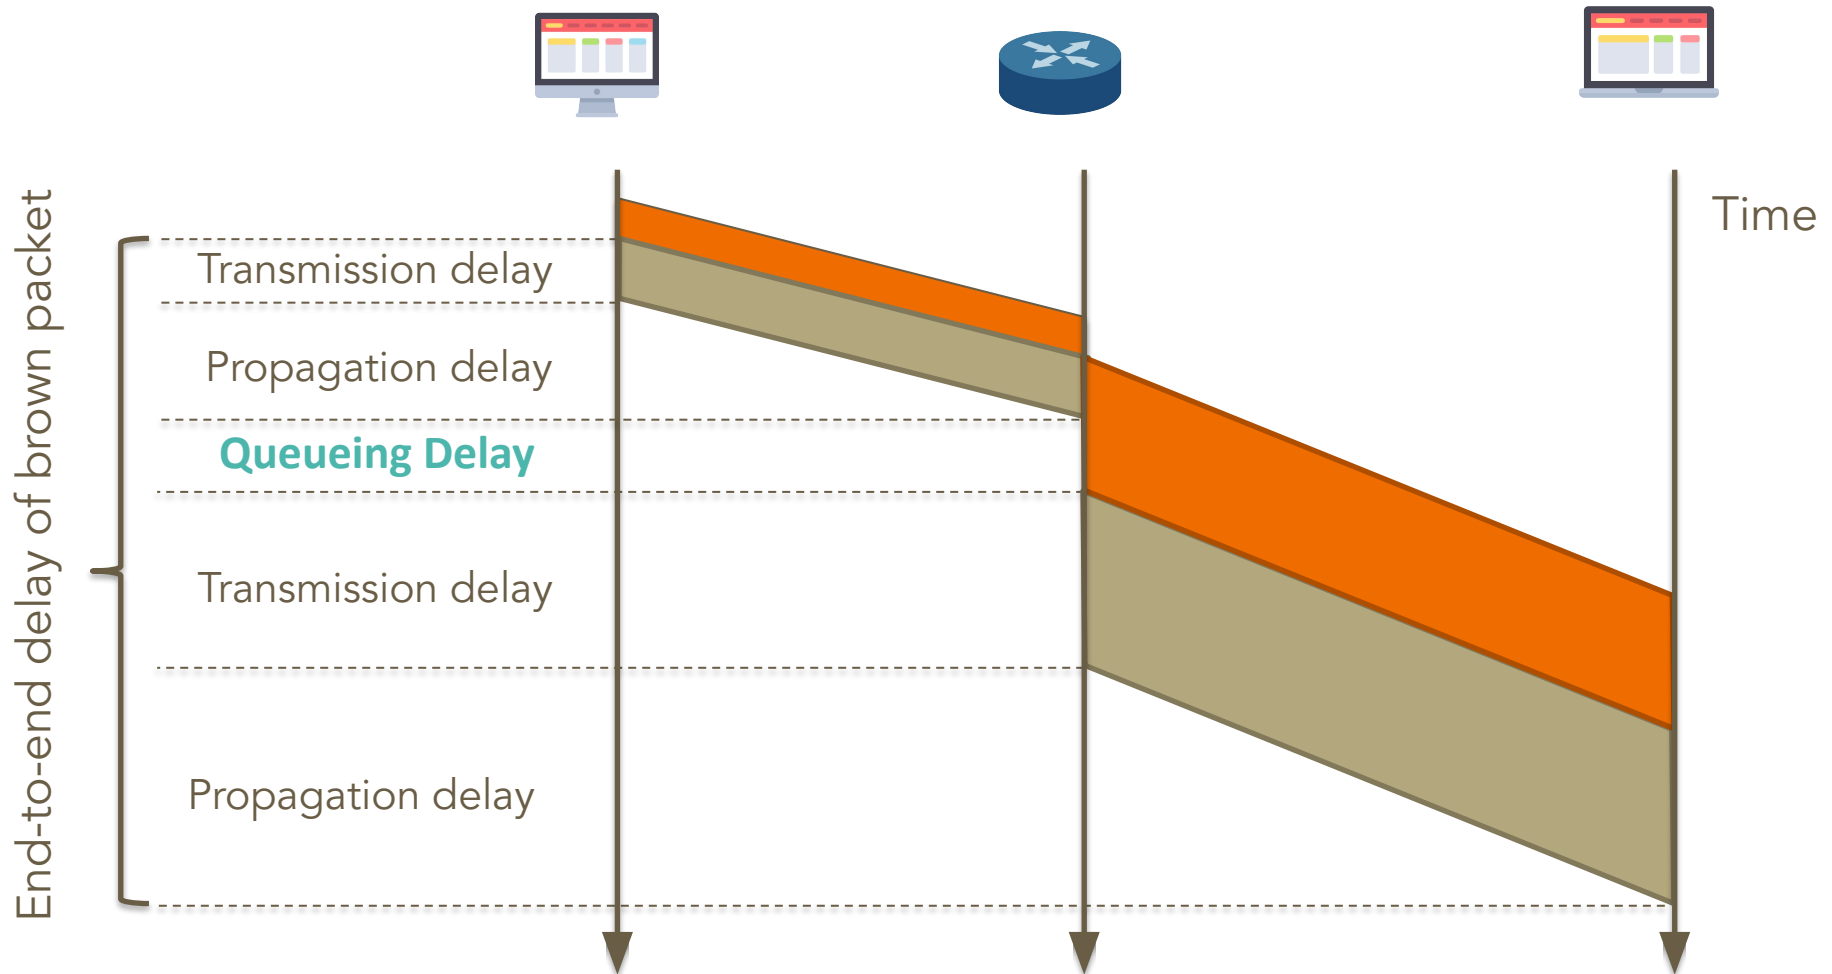 End-to-end delay of brown packet
Time
Transmission delay
Propagation delay
Queueing Delay
Transmission delay
Propagation delay